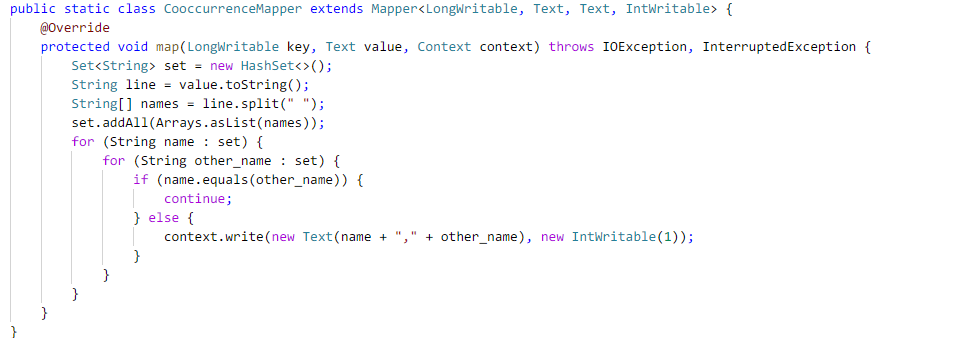 public static class CooccurrenceMapper extends Mapper<LongWritable, Text, Text, IntWritable> {
    @Override
    protected void map(LongWritable key, Text value, Context context) throws IOException, InterruptedException {
        Set<String> set = new HashSet<>();
        String line = value.toString();
        String[] names = line.split(" ");
        set.addAll(Arrays.asList(names));
        for (String name : set) {
            for (String other_name : set) {
                if (name.equals(other_name)) {
                    continue;
                } else {
                    context.write(new Text(name + "," + other_name), new IntWritable(1));
                }
            }
        }
    }
}